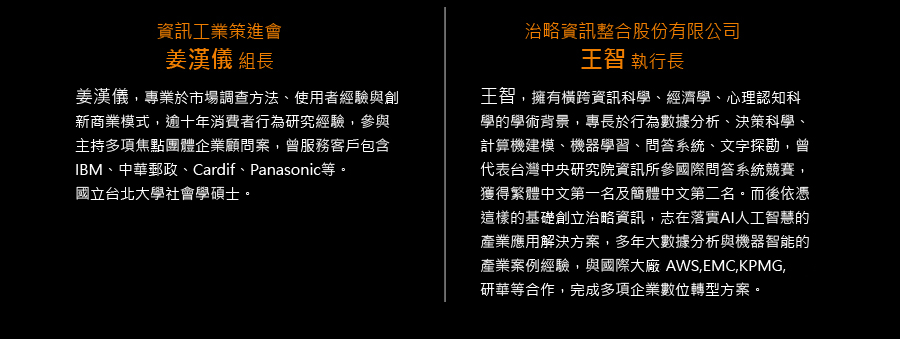 資訊工業策進會
姜漢儀 組長
姜漢儀，專業於市場調查方法、使用者經驗與創
新商業模式，逾十年消費者行為研究經驗，參與
主持多項焦點團體企業顧問案，曾服務客戶包含
IBM、中華郵政、Cardif、Panasonic等。
國立台北大學社會學碩士。
治略資訊整合股份有限公司
王智 執行長
王智，擁有橫跨資訊科學、經濟學、心理認知科
學的學術背景，專長於行為數據分析、決策科學、
計算機建模、機器學習、問答系統、文字探勘，曾
代表台灣中央研究院資訊所參國際問答系統競賽，
獲得繁體中文第一名及簡體中文第二名。而後依憑
這樣的基礎創立治略資訊，志在落實AI人工智慧的
產業應用解決方案，多年大數據分析與機器智能的
產業案例經驗，與國際大廠 AWS,EMC,KPMG,
研華等合作，完成多項企業數位轉型方案。